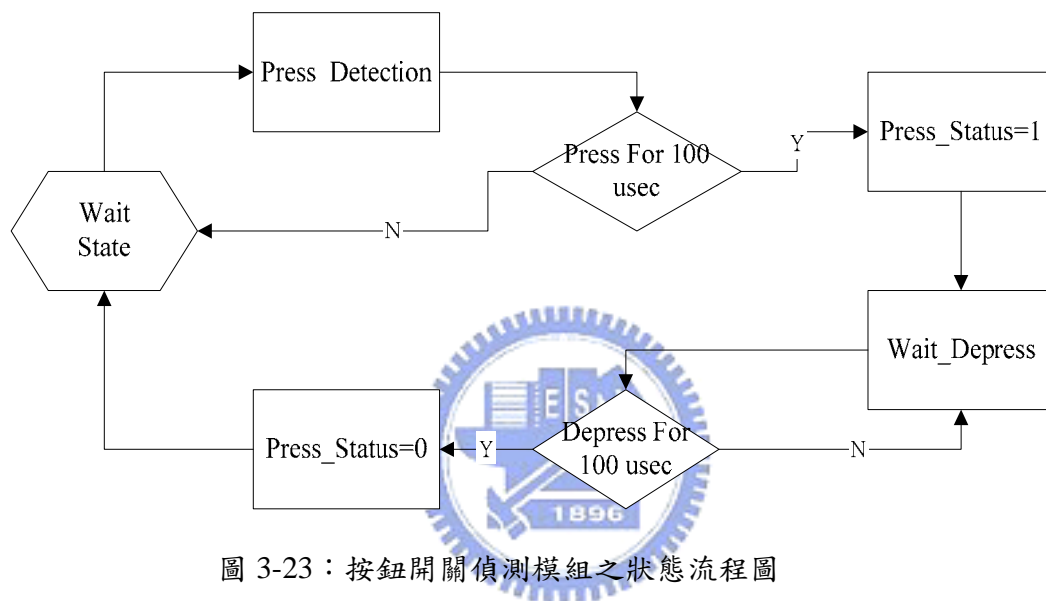 Press Detection
Press For 100
usec
Y
Press_Status=1
Wait
State
N
Wait_Depress
Depress For
100 usec
N
Y
Press_Status=0
E S
1896
圖 3-23：按鈕開關偵測模組之狀態流程圖